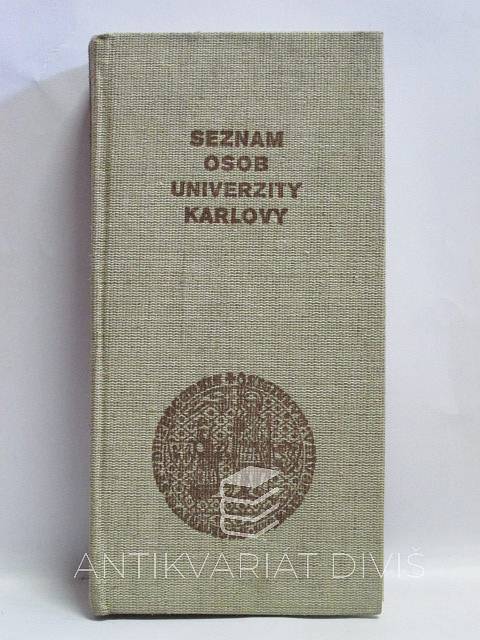 SEZNAM
OSOB
UNIVERZITY
KARLOVY
ANTIKVARIAT DIVIŠ